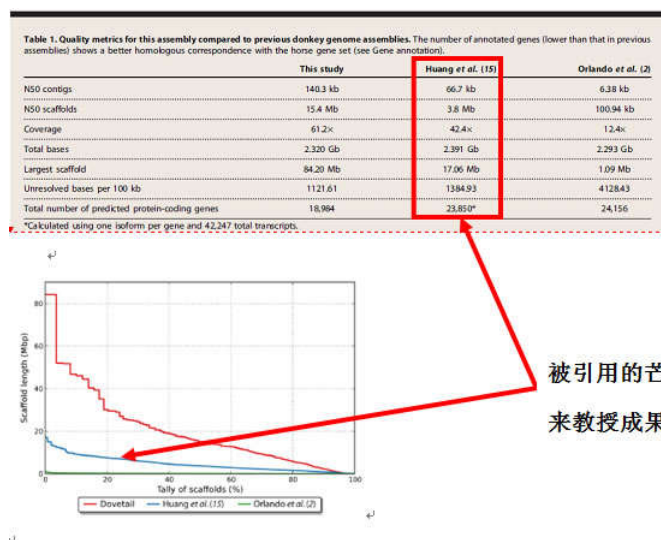 Table 1. Quality metrics for this assembly compared to previous donkey genome assemblies. The number of annotated genes (lower than that in previous
assemblies) shows a better homologous correspondence with the horse gene set (see Gene annotation).
This study Huang et al. (15) Orlando et al. (2)
N50 contigs 140.3 kb 66.7 kb 6.38 kb
N50 scaffolds 15.4 Mb 3.8 Mb 100.94 kb
Coverage 61.2× 42.4× 12.4×
Total bases 2.320 Gb 2.391 Gb 2.293 Gb
Largest scaffold 84.20 Mb 17.06 Mb 1.09 Mb
Unresolved bases per 100 kb 1121.61 1384.93 4128.43
Total number of predicted protein-coding genes 18,984 23,850* 24,156
*Calculated using one isoform per gene and 42,247 total transcripts.
Scaffold length (Mbp)
80
60
40
20
0
0 20 40 60 80 100
Tally of scaffolds (%)
Dovetail Huang et al.(15) Orlando et al.(2)
被引用的芒
来教授成果